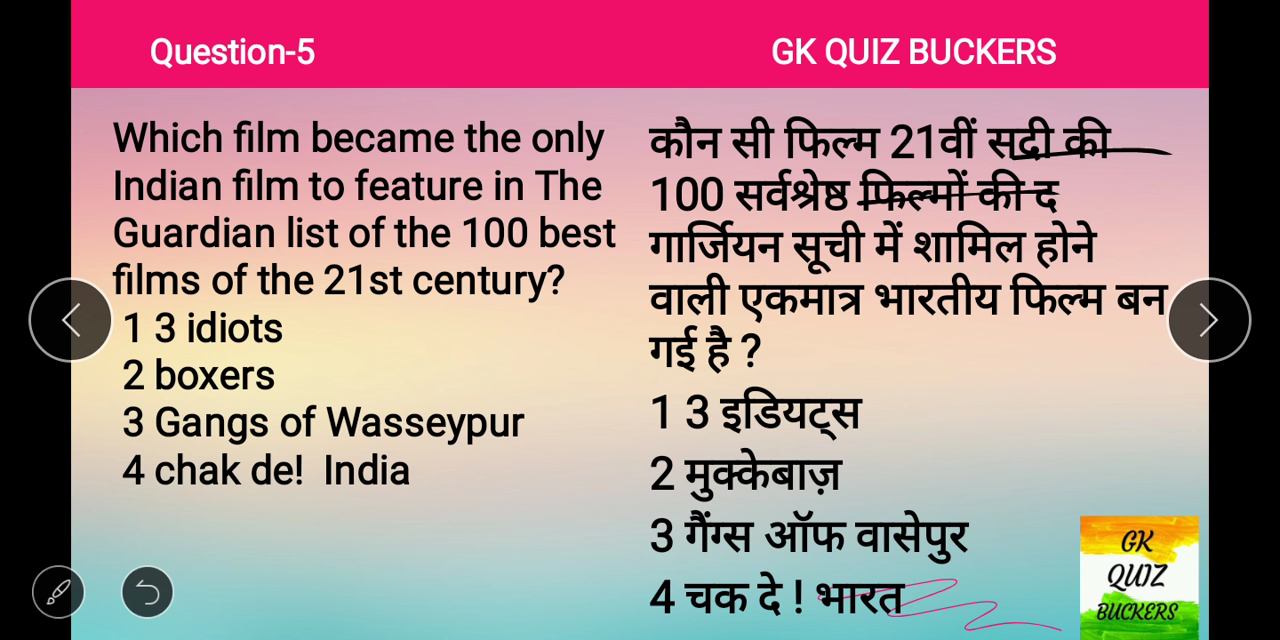 Question-5
GK QUIZ BUCKERS
Which film became the only
Indian film to feature in The
Guardian list of the 100 best
films of the 21st century?
1 3 idiots
2 boxers
3 Gangs of Wasseypur
4 chak de! India
कौन सी फिल्म 21वीं सदी की
100 सर्वश्रेष्ठ फिल्मों की द
गार्जियन सूची में शामिल होने
वाली एकमात्र भारतीय फिल्म बन
गई है ?
1 3 इडियट्स
2 मुक्केबाज़
3 गैंग्स ऑफ वासेपुर
4 चक दे ! भारत
GK
QUIZ
BUCKERS